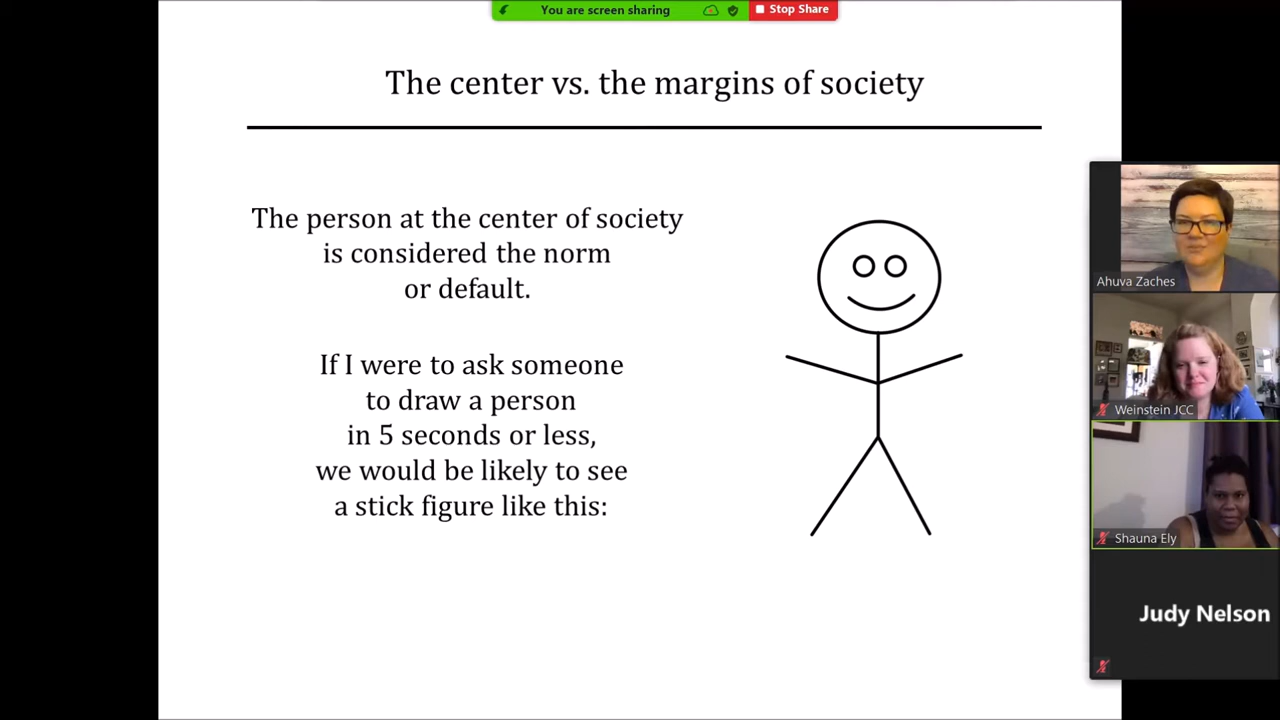 You are screen sharing
Stop Share
The center vs. the margins of society
The person at the center of society
is considered the norm
or default.
If I were to ask someone
to draw a person
in 5 seconds or less,
we would be likely to see
a stick figure like this:
Ahuva Zaches
Weinstein JCC
Shauna Ely
Judy Nelson